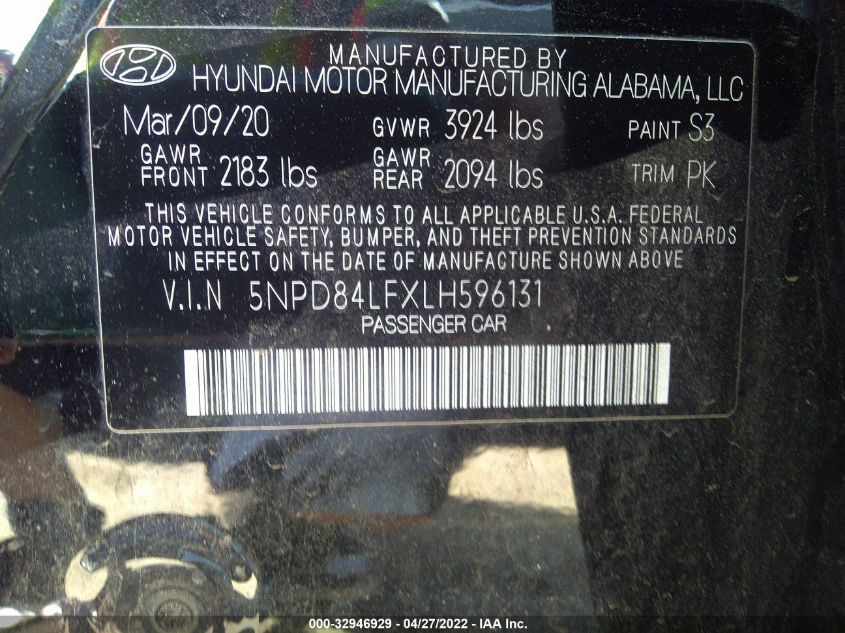 MANUFACTURED BY
HYUNDAI MOTOR MANUFACTURING ALABAMA, LLC
Mar/09/20 GVWR 3924 lbs PAINT S3
GAWR FRONT 2183 lbs GAWR REAR 2094 lbs TRIM PK
THIS VEHICLE CONFORMS TO ALL APPLICABLE U.S.A. FEDERAL
MOTOR VEHICLE SAFETY, BUMPER, AND THEFT PREVENTION STANDARDS
IN EFFECT ON THE DATE OF MANUFACTURE SHOWN ABOVE
V.I.N 5NPD84LFXLH596131
PASSENGER CAR
000-32946929 - 04/27/2022 - IAA Inc.